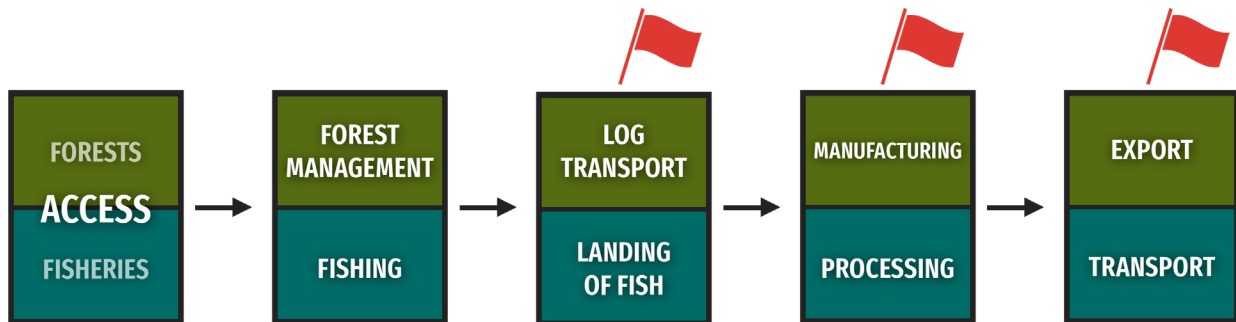 FORESTS
ACCESS
FISHERIES
FOREST
MANAGEMENT
FISHING
LOG
TRANSPORT
LANDING
OF FISH
MANUFACTURING
PROCESSING
EXPORT
TRANSPORT